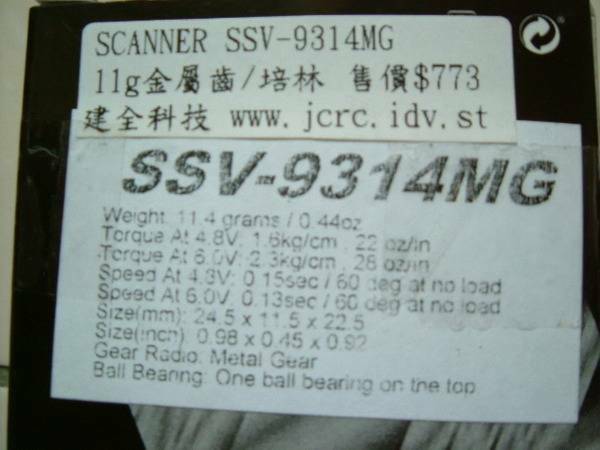 SCANNER SSV-9314MG
11g金屬齒/培林 售價$773
建全科技 www.jcrc.idv.st
SSV-9314MG
Weight: 11.4 grams / 0.44oz
Torque At 4.8V: 1.6kg/cm , 22 oz/in
Torque At 6.0V: 2.3kg/cm , 28 oz/in
Speed At 4.8V: 0.15sec / 60 deg at no load
Speed At 6.0V: 0.13sec / 60 deg at no load
Size(mm): 24.5 x 11.5 x 22.5
Size(inch): 0.98 x 0.45 x 0.92
Gear Radio: Metal Gear
Ball Bearing: One ball bearing on the top